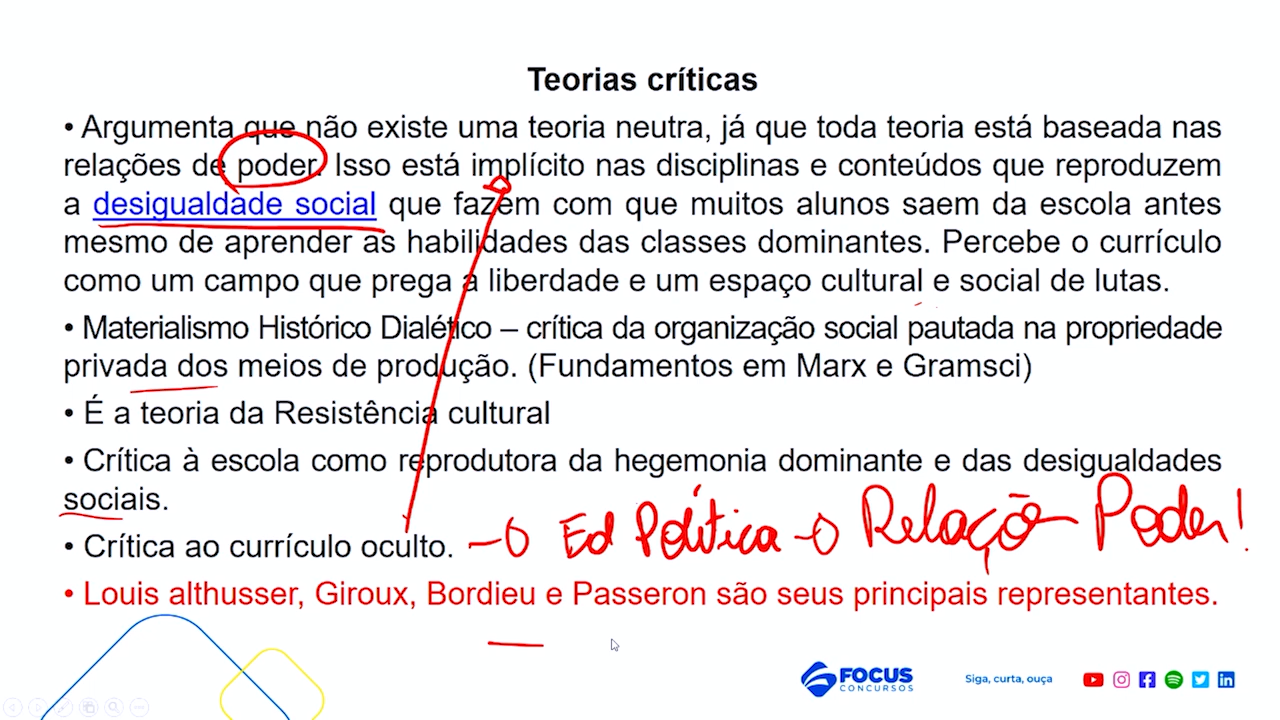 Teorias críticas
• Argumenta que não existe uma teoria neutra, já que toda teoria está baseada nas
relações de poder. Isso está implícito nas disciplinas e conteúdos que reproduzem
a desigualdade social que fazem com que muitos alunos saem da escola antes
mesmo de aprender as habilidades das classes dominantes. Percebe o currículo
como um campo que prega a liberdade e um espaço cultural e social de lutas.
• Materialismo Histórico Dialético – crítica da organização social pautada na propriedade
privada dos meios de produção. (Fundamentos em Marx e Gramsci)
• É a teoria da Resistência cultural
• Crítica à escola como reprodutora da hegemonia dominante e das desigualdades
sociais.
• Crítica ao currículo oculto. Ed Política Relação Poder!
• Louis althusser, Giroux, Bordieu e Passeron são seus principais representantes.
FOCUS
CONCURSOS
Siga, curta, ouça